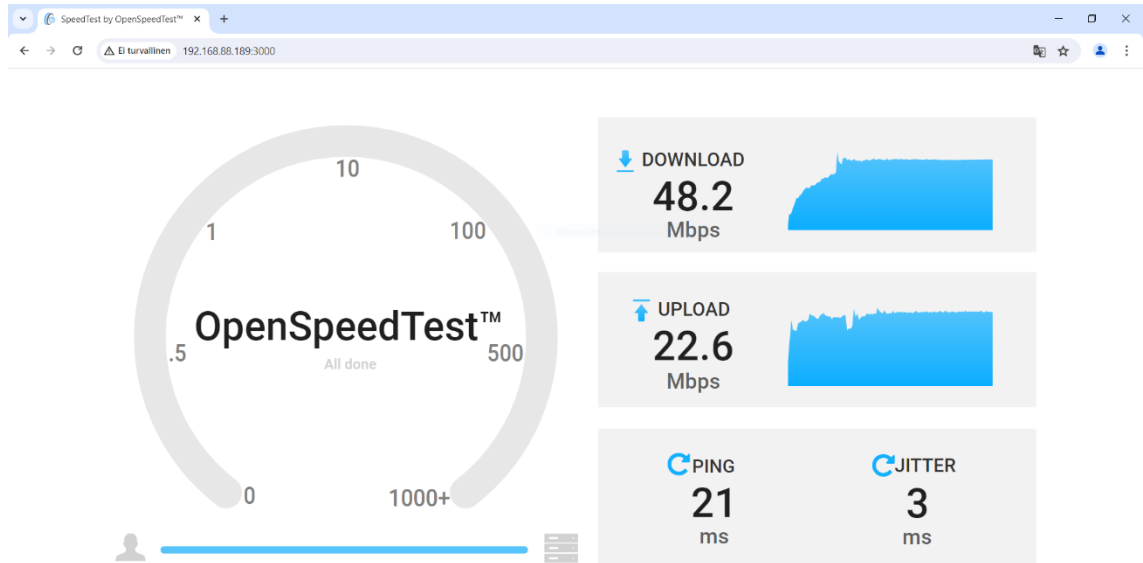 SpeedTest by OpenSpeedTest™
Ei turvallinen 192.168.88.189:3000
10
1
100
OpenSpeedTest™
.5
500
All done
0
1000+
DOWNLOAD
48.2
Mbps
UPLOAD
22.6
Mbps
PING
21
ms
JITTER
3
ms